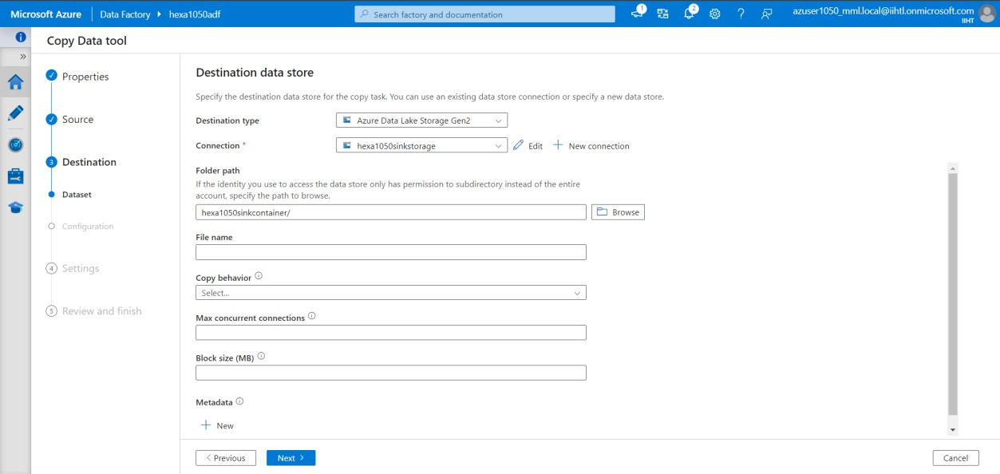 Microsoft Azure
Data Factory
hexa1050adf
Search factory and documentation
1
2
azuser1050_mml.local@iihtl.onmicrosoft.com
IIHT
Copy Data tool
Properties
Source
3 Destination
Dataset
Configuration
4 Settings
5 Review and finish
Destination data store
Specify the destination data store for the copy task. You can use an existing data store connection or specify a new data store.
Destination type
Azure Data Lake Storage Gen2
Connection *
hexa1050sinkstorage
Edit
New connection
Folder path
If the identity you use to access the data store only has permission to subdirectory instead of the entire
account, specify the path to browse.
hexa1050sinkcontainer/
Browse
File name
Copy behavior
Select...
Max concurrent connections
Block size (MB)
Metadata
New
Previous
Next
Cancel